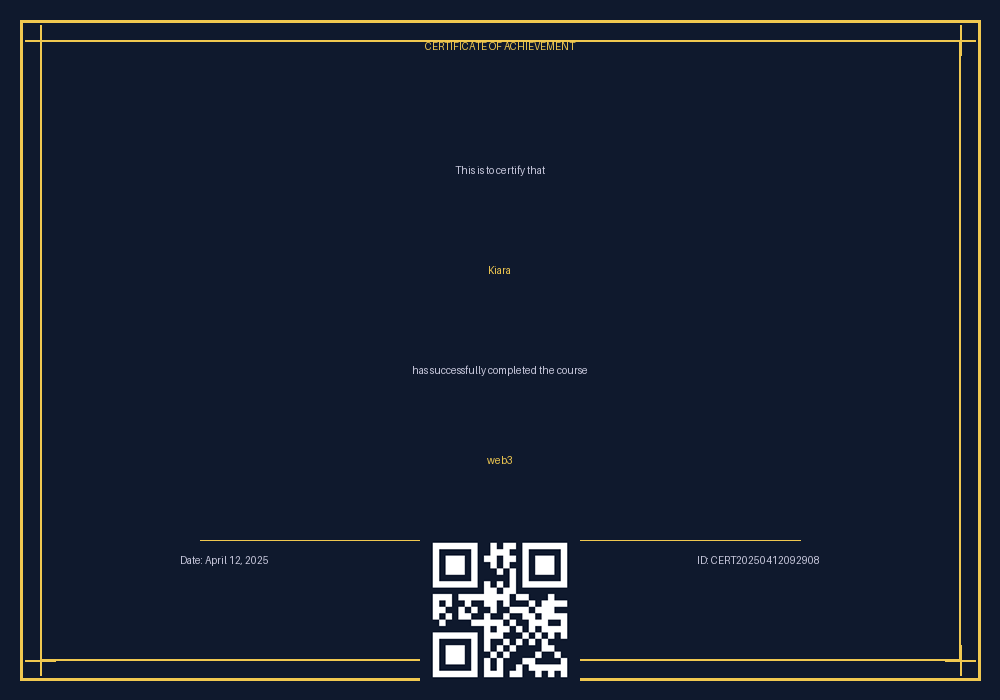 CERTIFICATE OF ACHIEVEMENT
This is to certify that
Kiara
has successfully completed the course
web3
Date: April 12, 2025
ID: CERT20250412092908